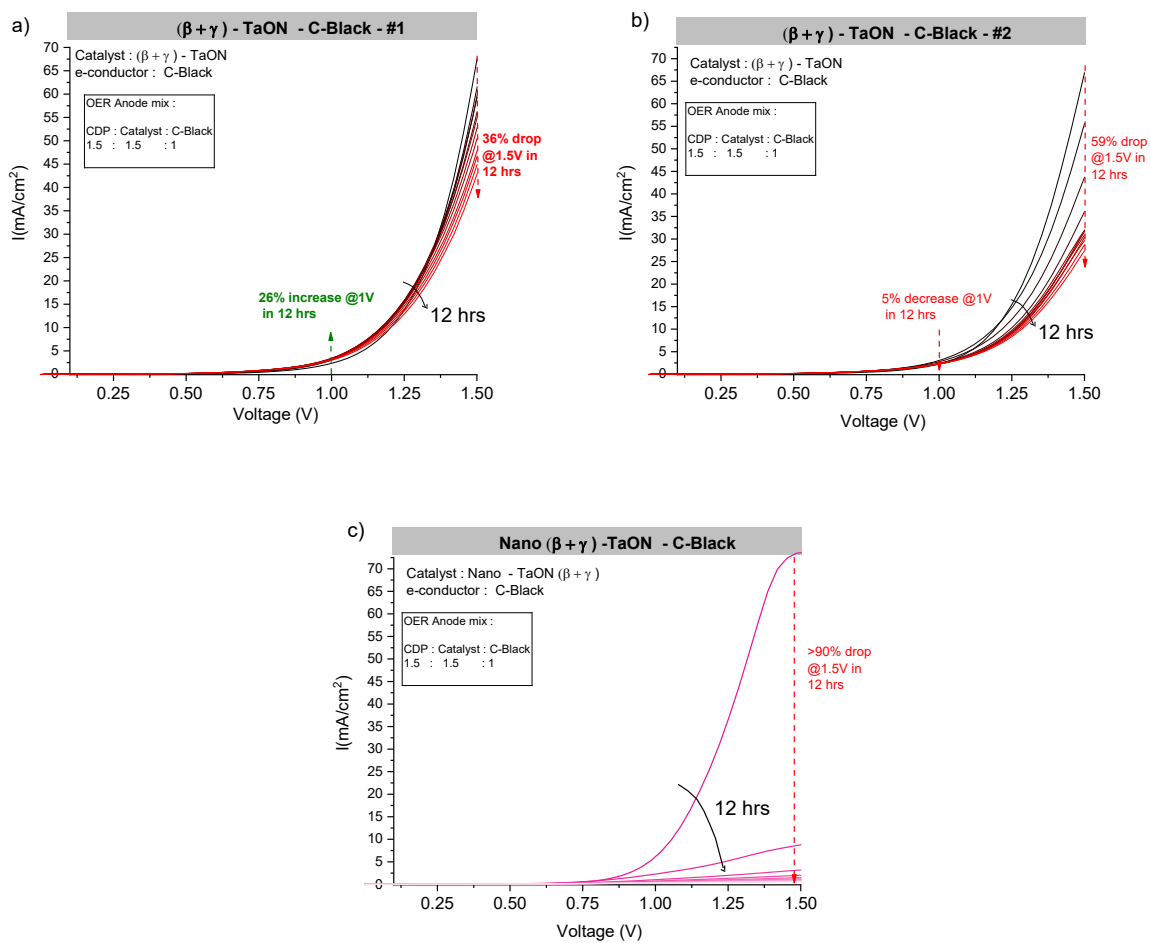 a)
(β+γ) - TaON - C-Black - #1
70
65
60
55
50
45
40
35
30
25
20
15
10
5
0
I(mA/cm²)
Catalyst : (β+γ) - TaON
e-conductor : C-Black
OER Anode mix :
CDP : Catalyst : C-Black
1.5 : 1.5 : 1
36% drop
@1.5V in
12 hrs
26% increase @1V
in 12 hrs
12 hrs
0.25 0.50 0.75 1.00 1.25 1.50
Voltage (V)
b)
(β+γ) - TaON - C-Black - #2
70
65
60
55
50
45
40
35
30
25
20
15
10
5
0
I(mA/cm²)
Catalyst : (β+γ) - TaON
e-conductor : C-Black
OER Anode mix :
CDP : Catalyst : C-Black
1.5 : 1.5 : 1
59% drop
@1.5V in
12 hrs
5% decrease @1V
in 12 hrs
12 hrs
0.25 0.50 0.75 1.00 1.25 1.50
Voltage (V)
c)
Nano (β+γ) -TaON - C-Black
70
65
60
55
50
45
40
35
30
25
20
15
10
5
0
I(mA/cm²)
Catalyst : Nano - TaON (β+γ)
e-conductor : C-Black
OER Anode mix :
CDP : Catalyst : C-Black
1.5 : 1.5 : 1
>90% drop
@1.5V in
12 hrs
12 hrs
0.25 0.50 0.75 1.00 1.25 1.50
Voltage (V)